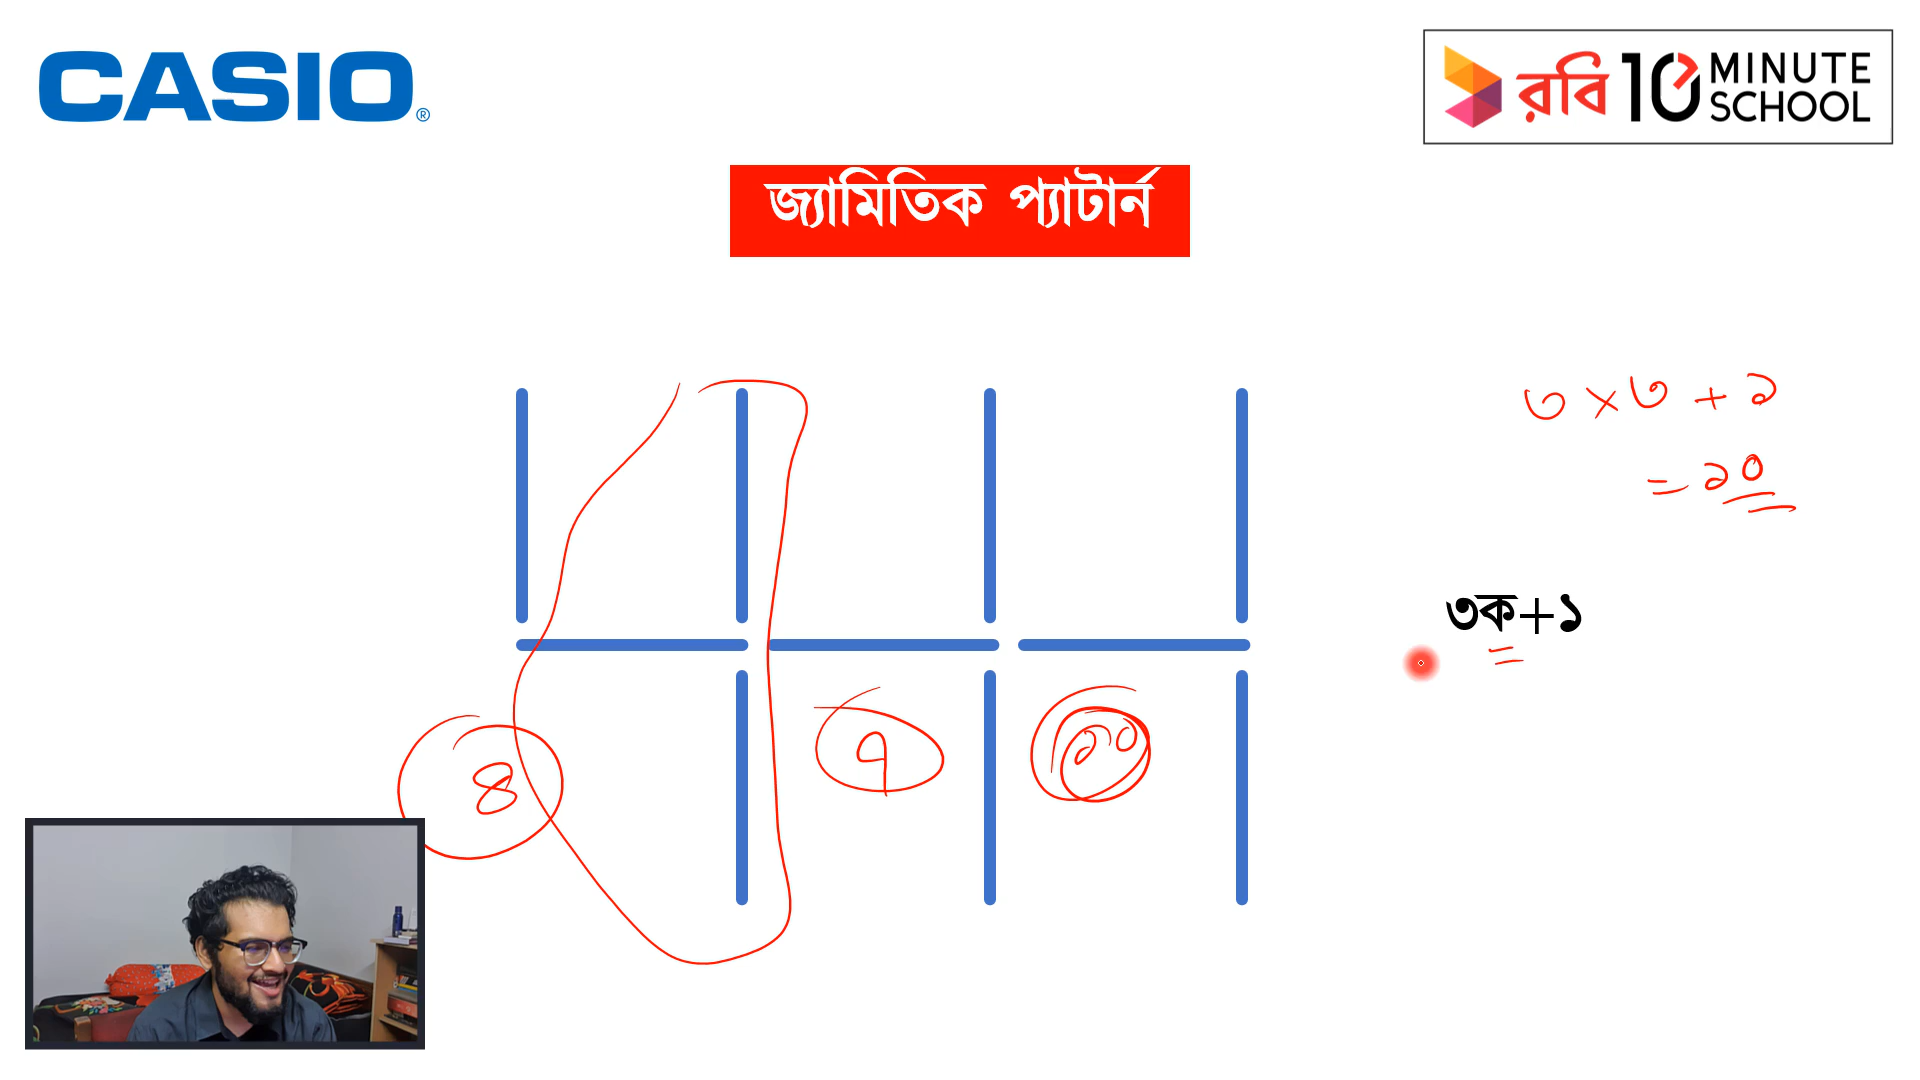 CASIO®
রবি 10 MINUTE SCHOOL
জ্যামিতিক প্যাটার্ন
৩ × ৩ + ১
= ১০
৩ক+১
৪
৭
১০